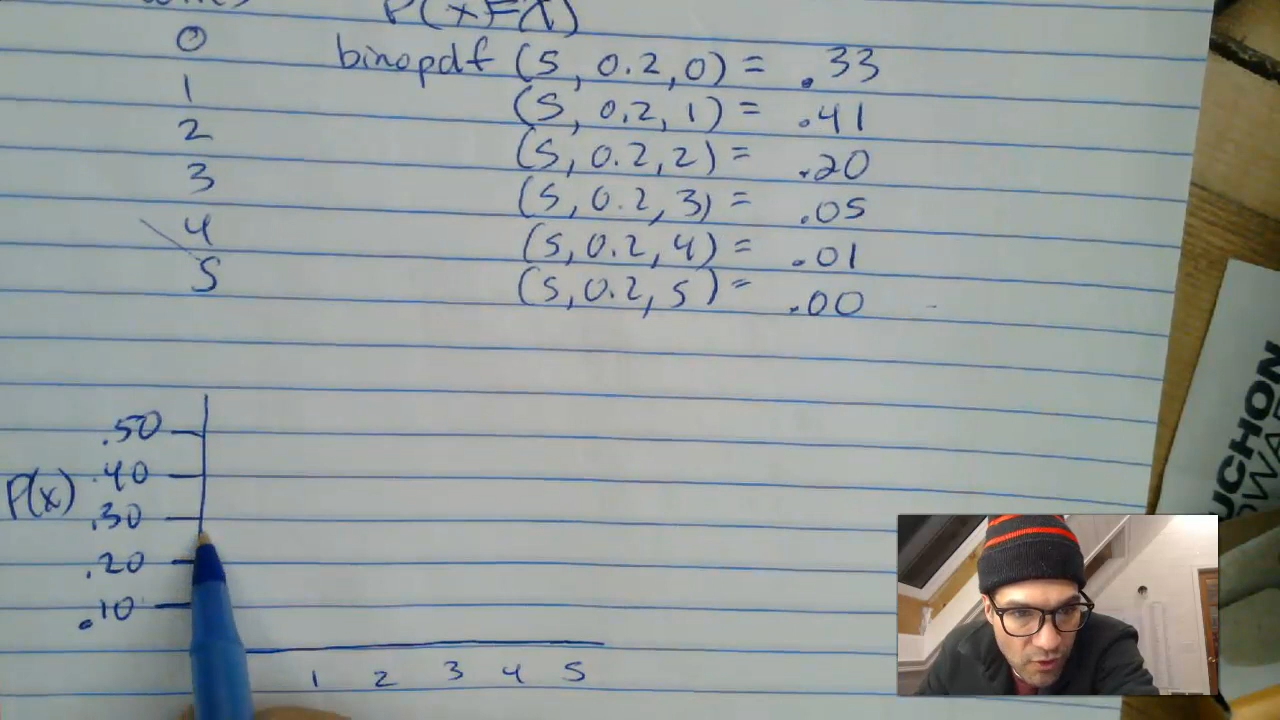 P(x=x)
0 binopdf (5, 0.2, 0) = .33
1 (5, 0.2, 1) = .41
2 (5, 0.2, 2) = .20
3 (5, 0.2, 3) = .05
4 (5, 0.2, 4) = .01
5 (5, 0.2, 5) = .00
.50
.40
P(x)
.30
.20
.10
1 2 3 4 5
UCHON